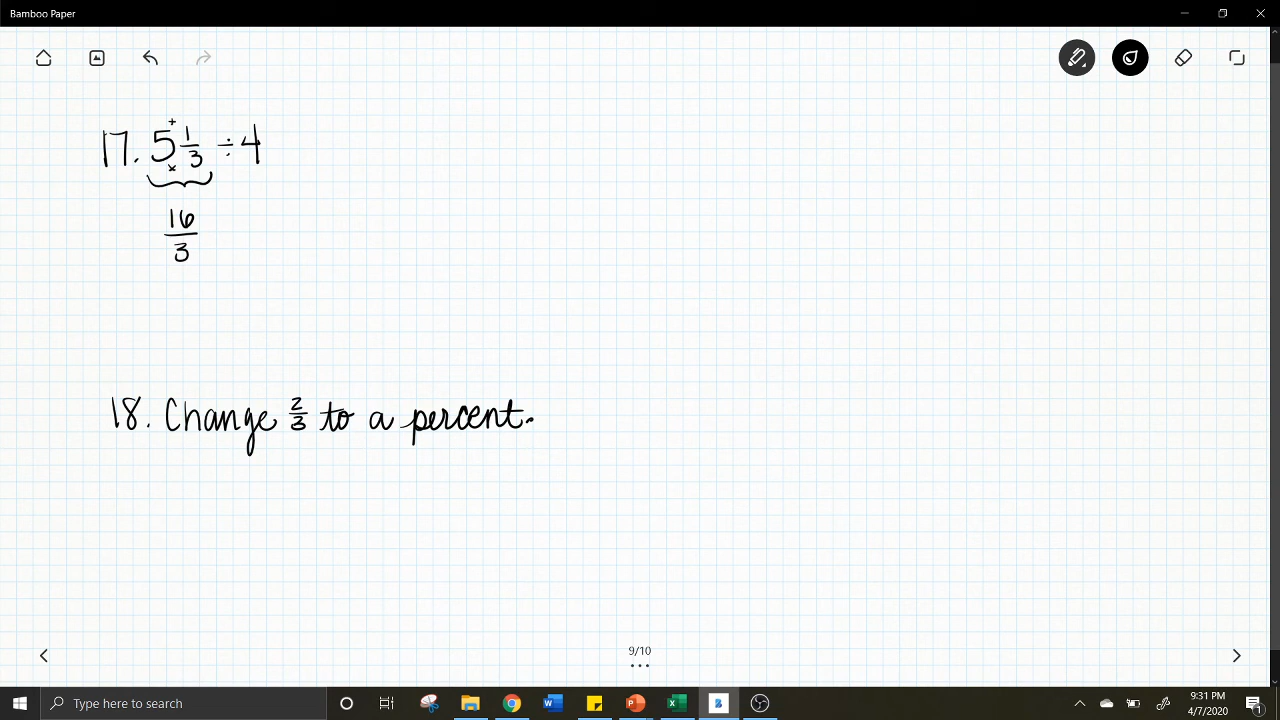 Bamboo Paper
17. 5 1/3 ÷ 4
+
×
16/3
18. Change 2/3 to a percent.
9/10
Type here to search
9:31 PM
4/7/2020